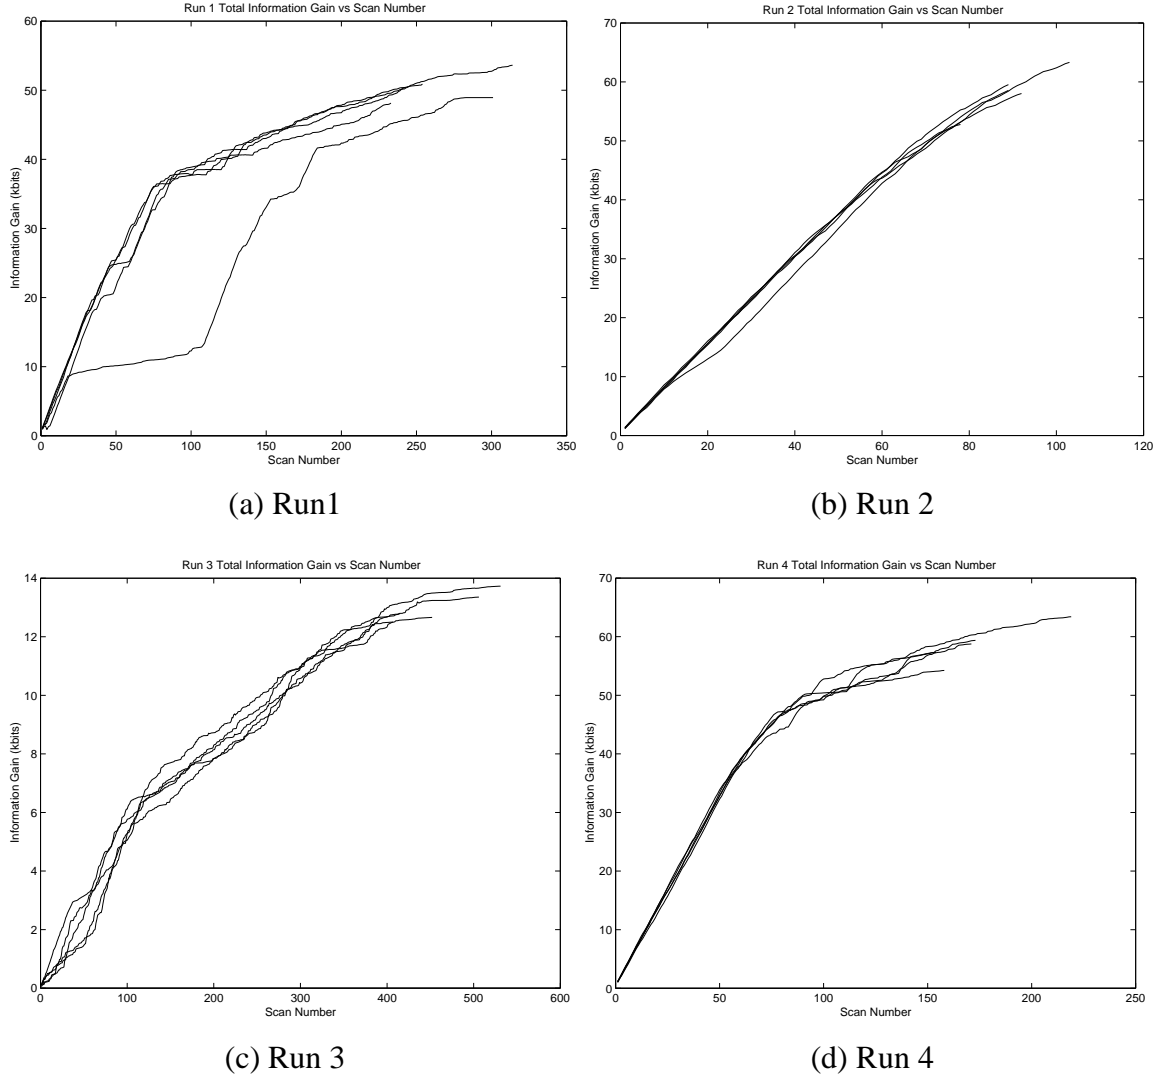 Run 1 Total Information Gain vs Scan Number
60
50
40
30
20
10
0
Information Gain (kbits)
0 50 100 150 200 250 300 350
Scan Number
(a) Run1
Run 2 Total Information Gain vs Scan Number
70
60
50
40
30
20
10
0
Information Gain (kbits)
0 20 40 60 80 100 120
Scan Number
(b) Run 2
Run 3 Total Information Gain vs Scan Number
14
12
10
8
6
4
2
0
Information Gain (kbits)
0 100 200 300 400 500 600
Scan Number
(c) Run 3
Run 4 Total Information Gain vs Scan Number
70
60
50
40
30
20
10
0
Information Gain (kbits)
0 50 100 150 200 250
Scan Number
(d) Run 4